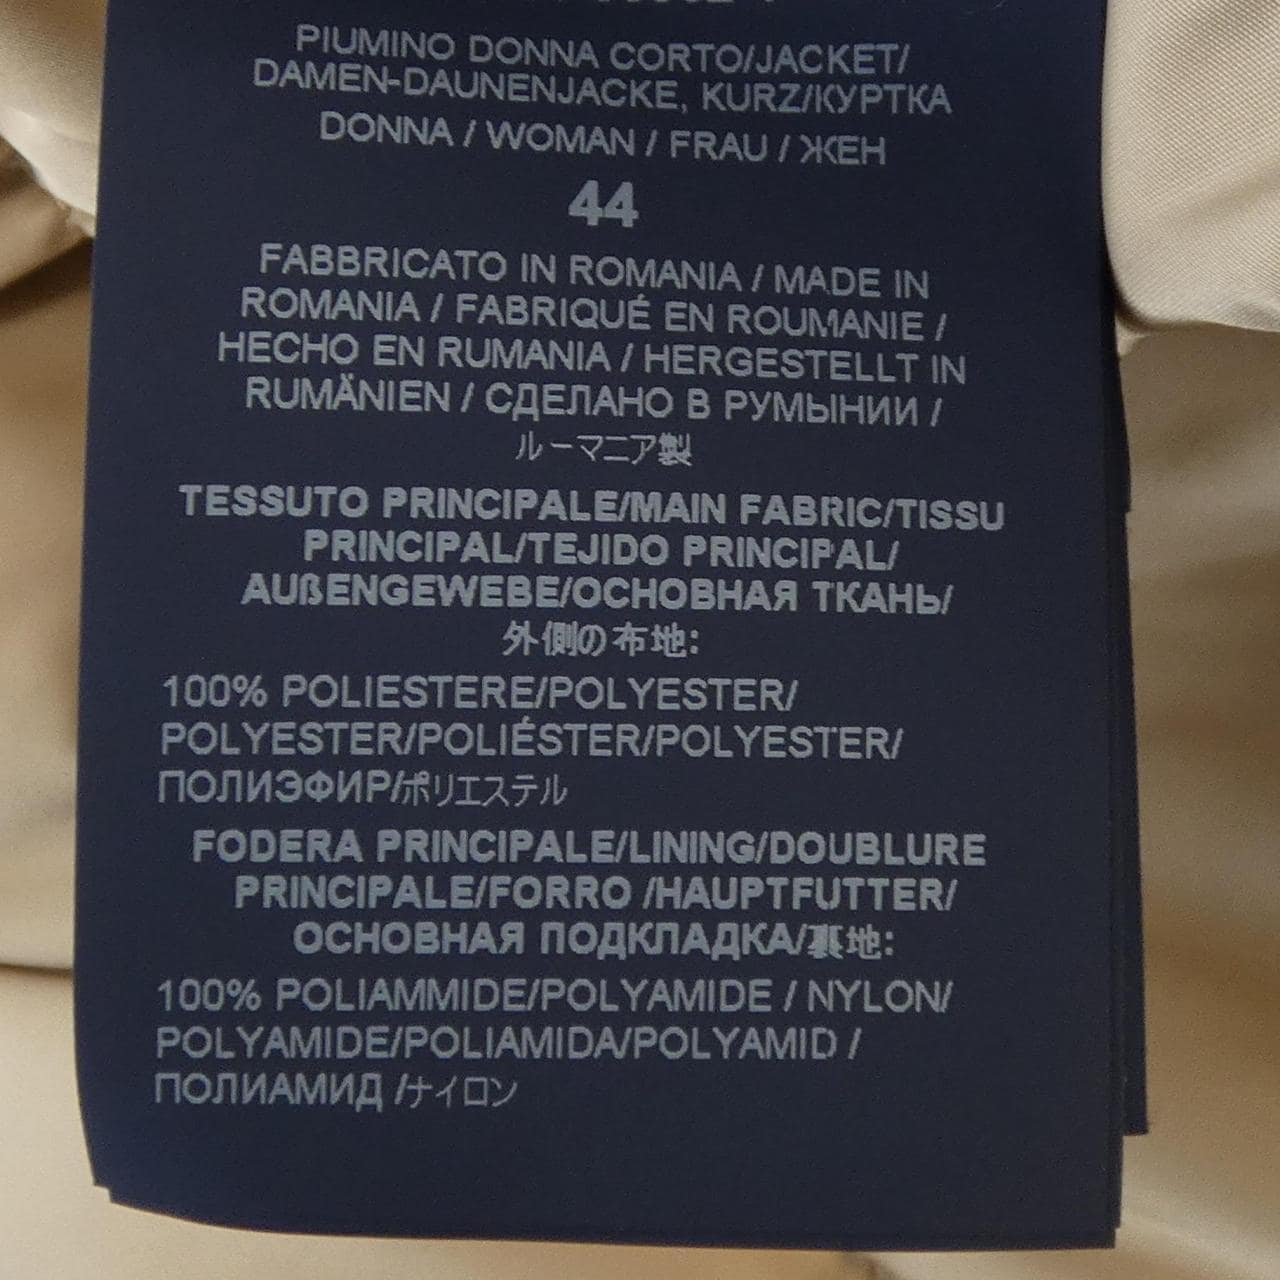 PIUMINO DONNA CORTO/JACKET/
DAMEN-DAUNENJACKE, KURZ/КУРТКА
DONNA / WOMAN / FRAU / ЖЕН
44
FABBRICATO IN ROMANIA / MADE IN
ROMANIA / FABRIQUÉ EN ROUMANIE /
HECHO EN RUMANIA / HERGESTELLT IN
RUMÄNIEN / СДЕЛАНО В РУМЫНИИ /
ルーマニア製
TESSUTO PRINCIPALE/MAIN FABRIC/TISSU
PRINCIPAL/TEJIDO PRINCIPAL/
AUßENGEWEBE/ОСНОВНАЯ ТКАНЬ/
外側の布地:
100% POLIESTERE/POLYESTER/
POLYESTER/POLIÉSTER/POLYESTER/
ПОЛИЭФИР/ポリエステル
FODERA PRINCIPALE/LINING/DOUBLURE
PRINCIPALE/FORRO /HAUPTFUTTER/
ОСНОВНАЯ ПОДКЛАДКА/裏地:
100% POLIAMMIDE/POLYAMIDE / NYLON/
POLYAMIDE/POLIAMIDA/POLYAMID /
ПОЛИАМИД /ナイロン